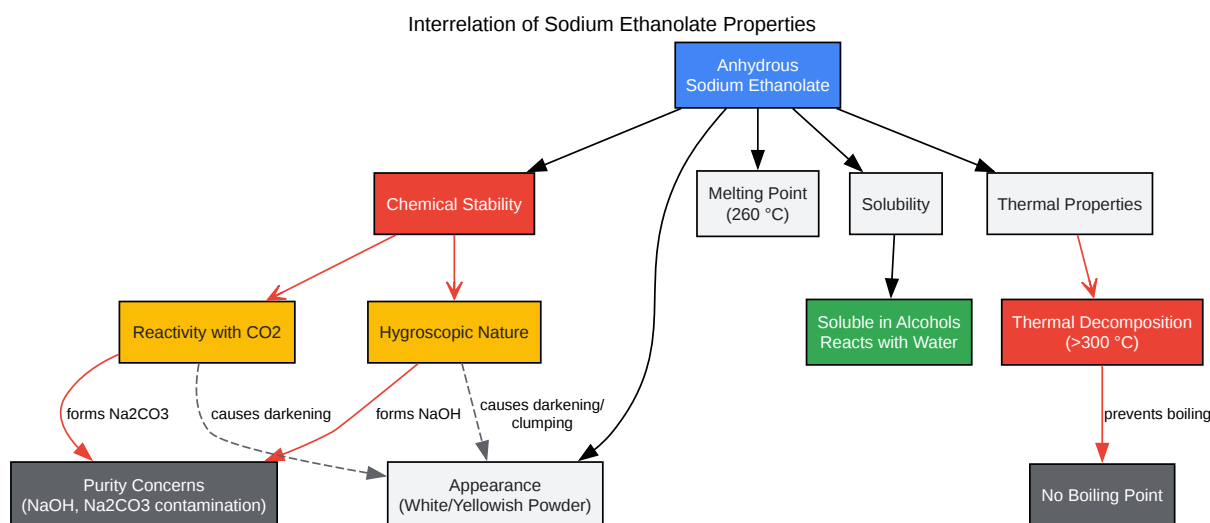 Interrelation of Sodium Ethanolate Properties
Anhydrous
Sodium Ethanolate
Chemical Stability
Melting Point
(260 °C)
Solubility
Thermal Properties
Reactivity with CO2
Hygroscopic Nature
Soluble in Alcohols
Reacts with Water
Thermal Decomposition
(>300 °C)
forms Na2CO3
causes darkening
forms NaOH
causes darkening/
clumping
prevents boiling
Purity Concerns
(NaOH, Na2CO3 contamination)
Appearance
(White/Yellowish Powder)
No Boiling Point